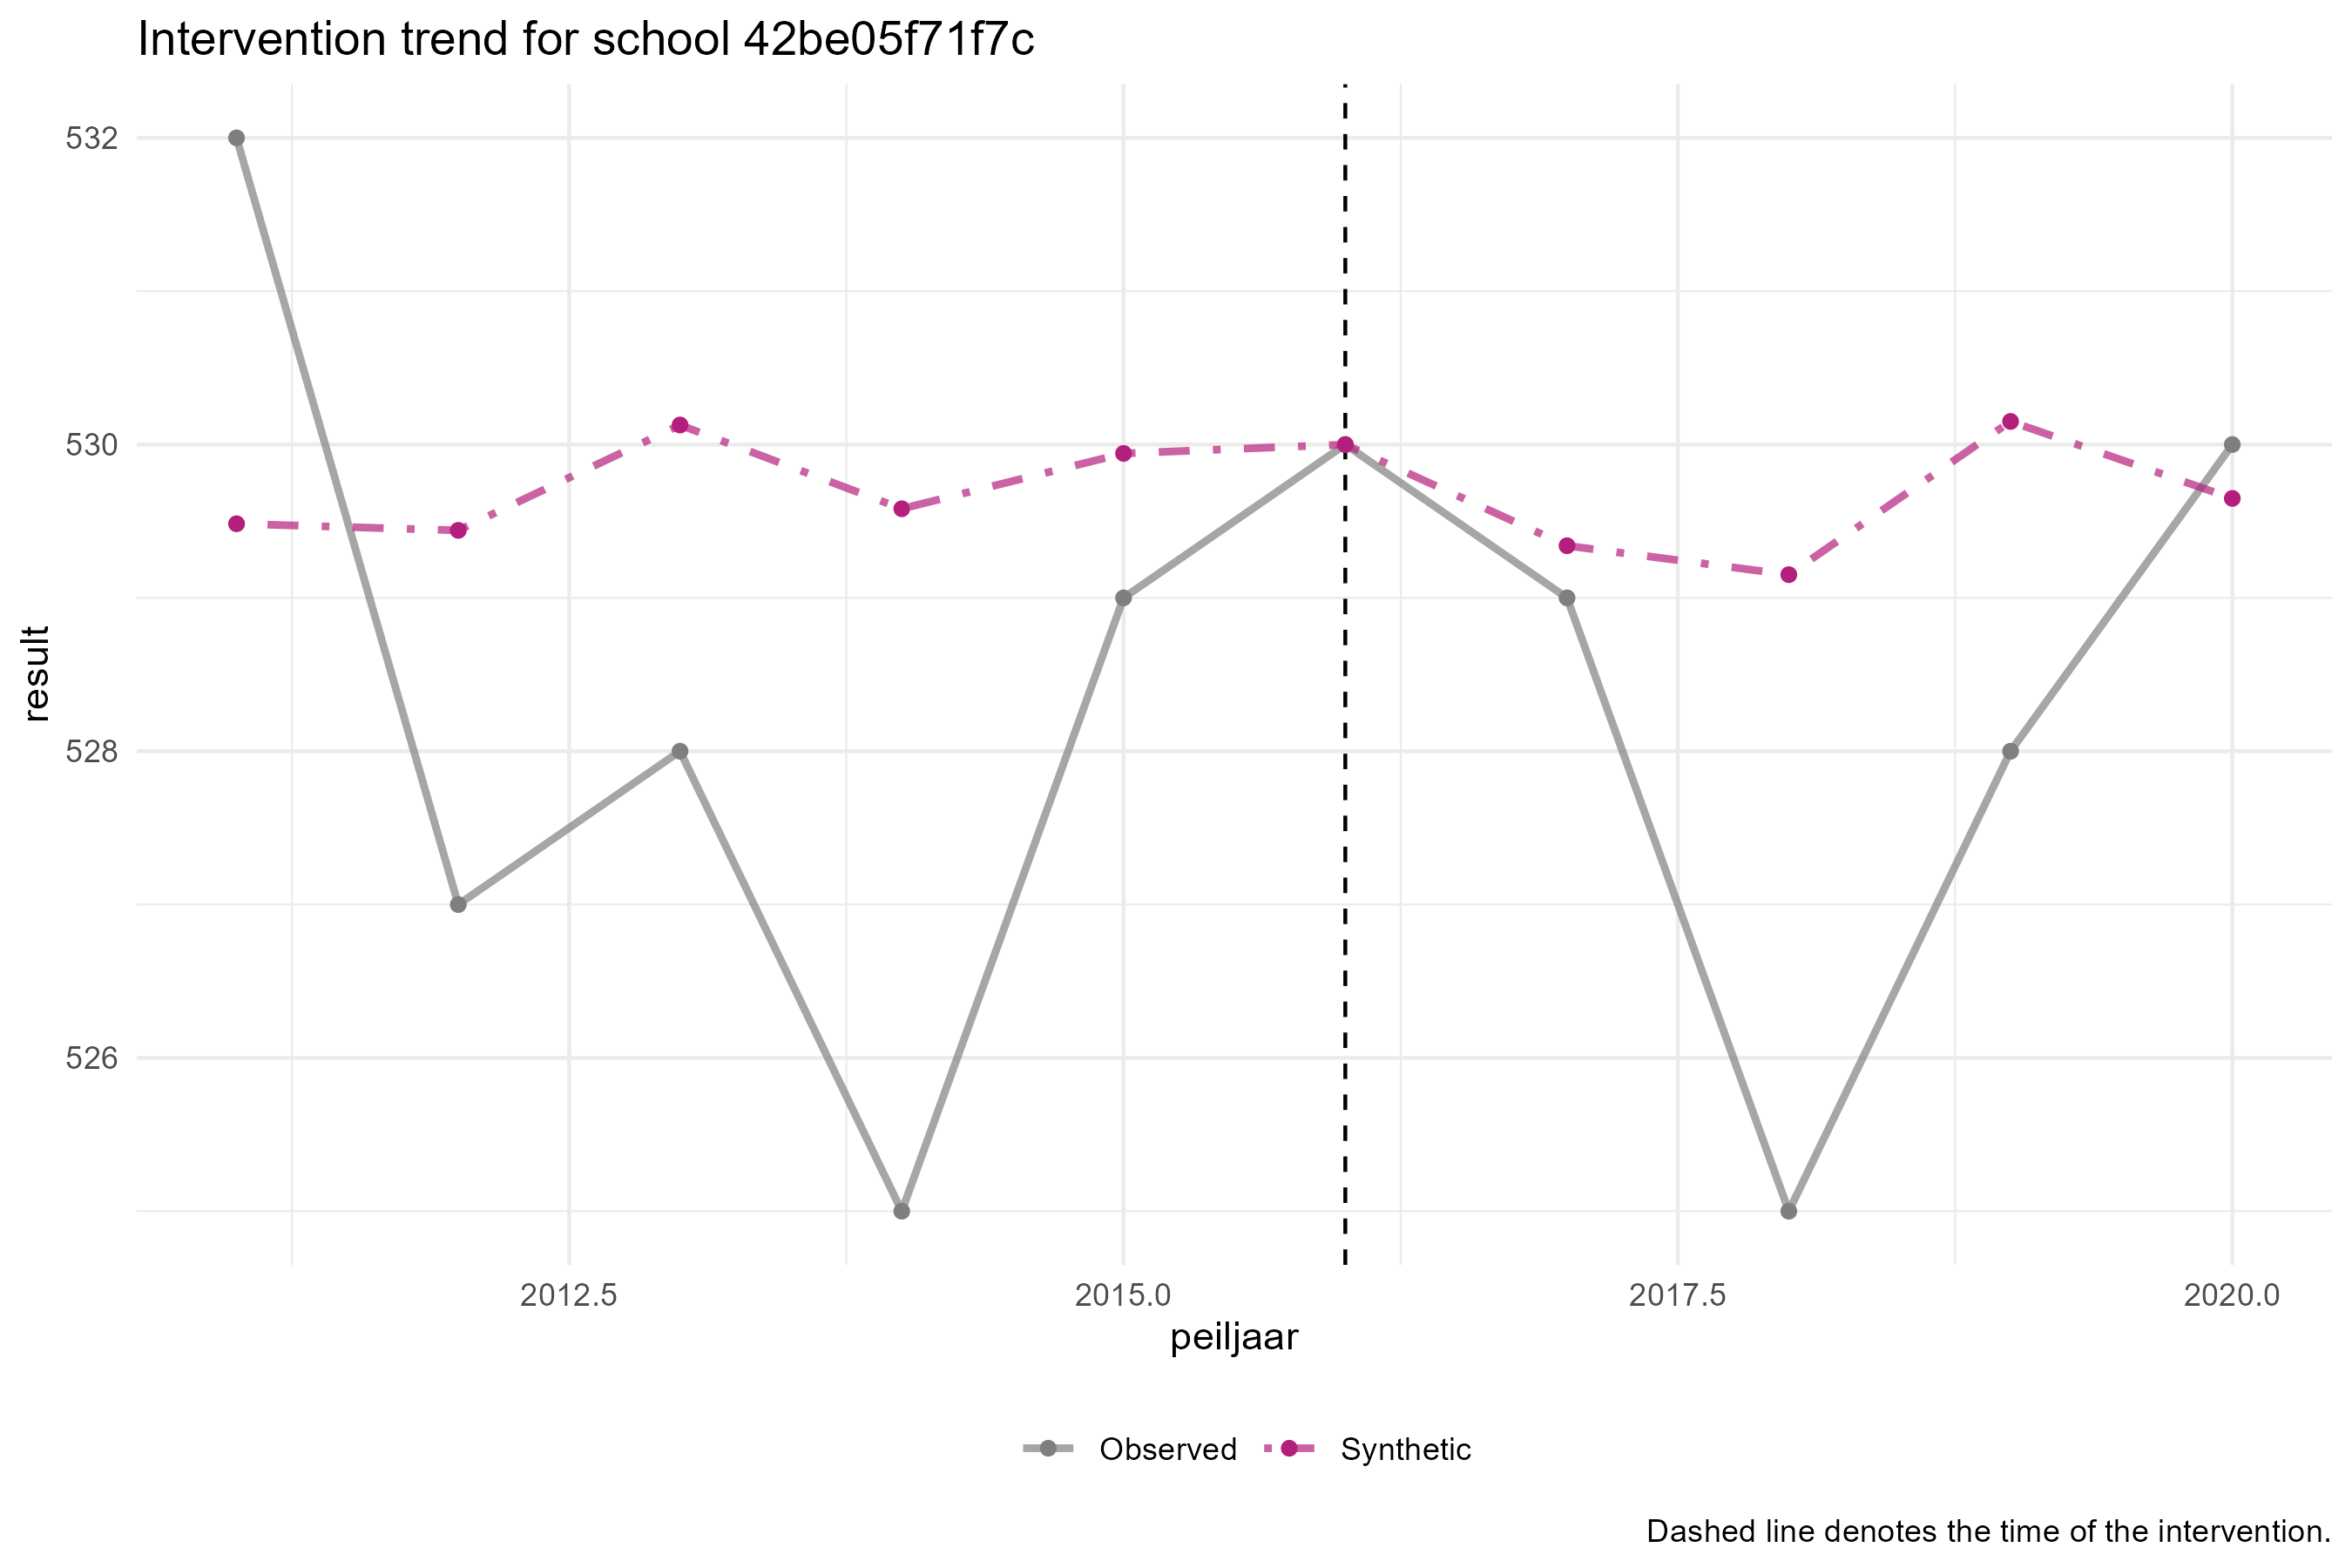 Intervention trend for school 42be05f71f7c
532
530
528
526
result
2012.5
2015.0
2017.5
2020.0
peiljaar
Observed
Synthetic
Dashed line denotes the time of the intervention.